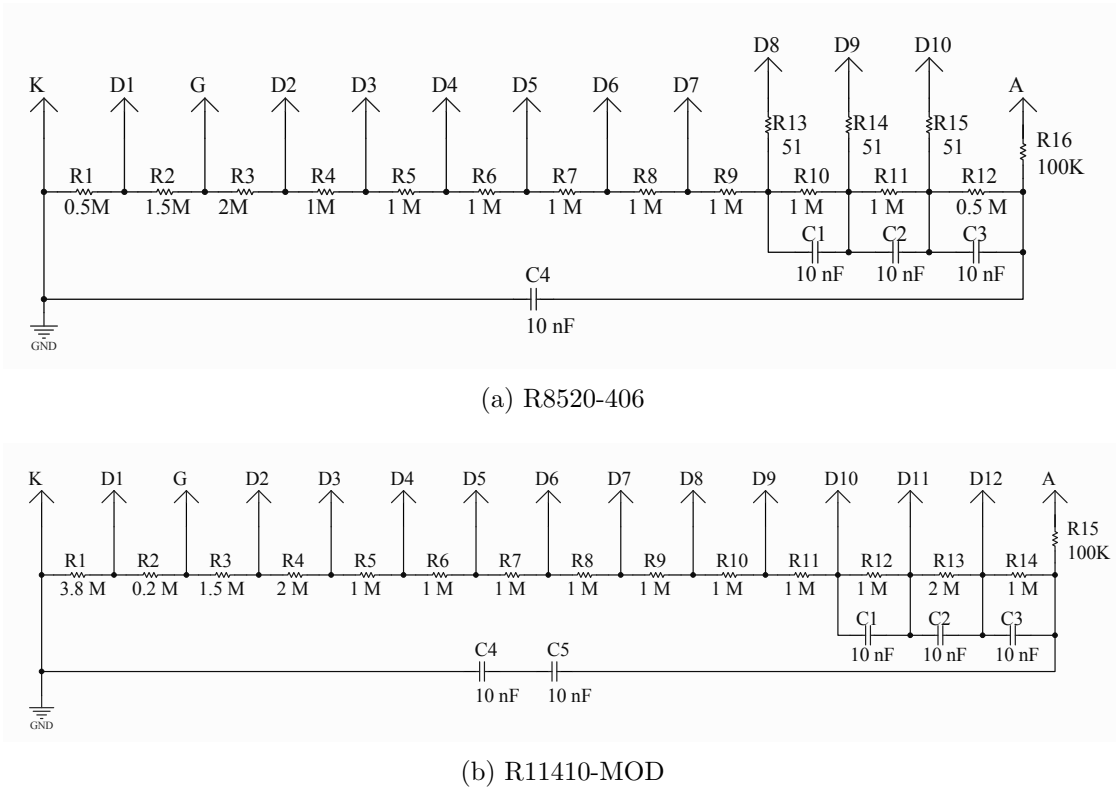 D8 D9 D10
K D1 G D2 D3 D4 D5 D6 D7 A
R13 R14 R15 R16
51 51 51 100K
R1 R2 R3 R4 R5 R6 R7 R8 R9 R10 R11 R12
0.5M 1.5M 2M 1M 1 M 1 M 1 M 1 M 1 M 1 M 1 M 0.5 M
C1 C2 C3
10 nF 10 nF 10 nF
C4
10 nF
GND
(a) R8520-406
K D1 G D2 D3 D4 D5 D6 D7 D8 D9 D10 D11 D12 A
R15
100K
R1 R2 R3 R4 R5 R6 R7 R8 R9 R10 R11 R12 R13 R14
3.8 M 0.2 M 1.5 M 2 M 1 M 1 M 1 M 1 M 1 M 1 M 1 M 1 M 2 M 1 M
C1 C2 C3
10 nF 10 nF 10 nF
C4 C5
10 nF 10 nF
GND
(b) R11410-MOD